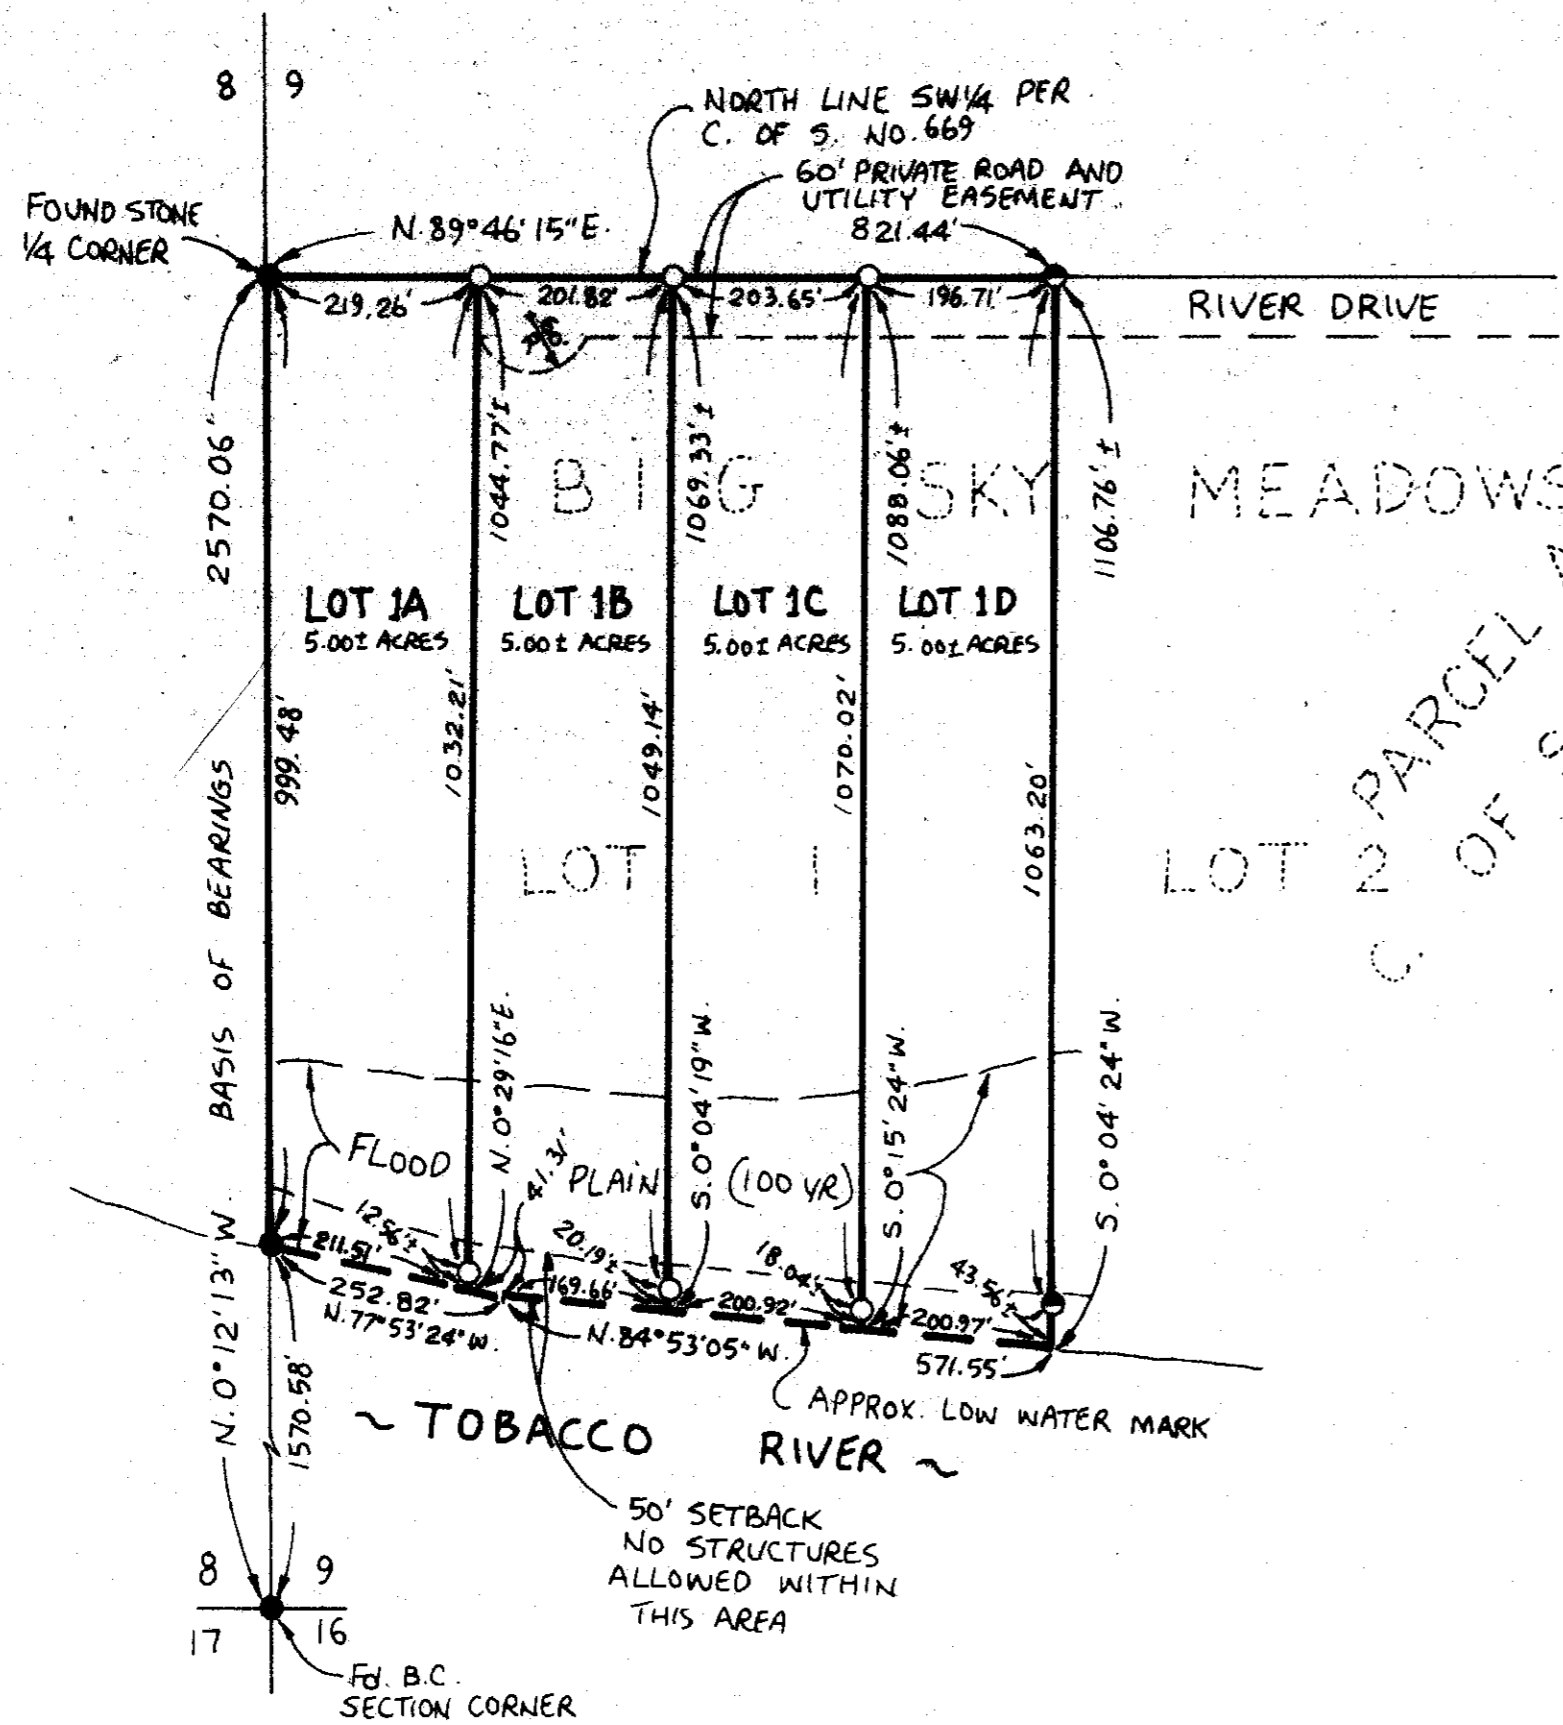 8 9
NORTH LINE SW1/4 PER
C. OF S. NO. 669
60' PRIVATE ROAD AND
UTILITY EASEMENT
FOUND STONE
1/4 CORNER
N. 89°46'15"E.
821.44'
219.26'
201.82'
203.65'
196.71'
RIVER DRIVE
2570.06"
1044.77'±
1069.33'±
1088.06'±
1106.76'±
BIG SKY MEADOWS
LOT 1A
5.00± ACRES
LOT 1B
5.00± ACRES
LOT 1C
5.00± ACRES
LOT 1D
5.00± ACRES
999.48'
1032.21'
1049.14'
1070.02'
1063.20'
PARCEL
C. OF S
LOT 1
LOT 2
BASIS OF BEARINGS
N. 0°12'13" W.
N. 0°29'16"E.
S. 0°04'19" W.
S. 0°15'24" W.
S. 0°04'24" W.
FLOOD PLAIN (100 YR)
41.31'
12.56'±
20.19'±
18.04'±
43.56'±
211.51'
169.66'
200.92'
200.97'
252.82'
N. 77°53'24" W.
N. 84°53'05" W.
571.55'
1570.58'
APPROX. LOW WATER MARK
~ TOBACCO RIVER ~
50' SETBACK
NO STRUCTURES
ALLOWED WITHIN
THIS AREA
8 9
17 16
Fd. B.C.
SECTION CORNER